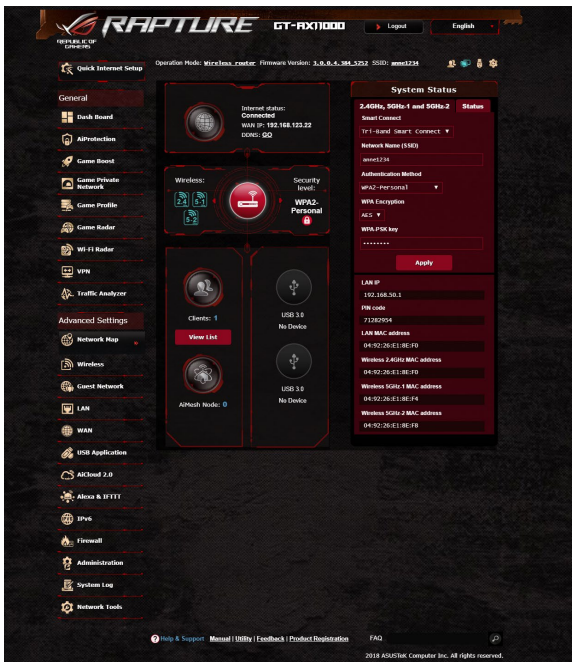 RAPTURE GT-AX11000 Logout English
REPUBLIC OF
GAMERS
Quick Internet Setup
Operation Mode: Wireless router Firmware Version: 3.0.0.4.384_5252 SSID: anne1234
General
Dash Board
AiProtection
Game Boost
Game Private
Network
Game Profile
Game Radar
Wi-Fi Radar
VPN
Traffic Analyzer
Advanced Settings
Network Map
Wireless
Guest Network
LAN
WAN
USB Application
AiCloud 2.0
Alexa & IFTTT
IPv6
Firewall
Administration
System Log
Network Tools
Internet status:
Connected
WAN IP: 192.168.123.22
DDNS: GO
Wireless:
2.4 5-1
5-2
Security
level:
WPA2-
Personal
Clients: 1
View List
AiMesh Node: 0
USB 3.0
No Device
USB 3.0
No Device
System Status
2.4GHz, 5GHz-1 and 5GHz-2 Status
Smart Connect
Tri-Band Smart Connect
Network Name (SSID)
anne1234
Authentication Method
WPA2-Personal
WPA Encryption
AES
WPA-PSK key
••••••••
Apply
LAN IP
192.168.50.1
PIN code
71282954
LAN MAC address
04:92:26:E1:8E:F0
Wireless 2.4GHz MAC address
04:92:26:E1:8E:F0
Wireless 5GHz-1 MAC address
04:92:26:E1:8E:F4
Wireless 5GHz-2 MAC address
04:92:26:E1:8E:F8
Help & Support Manual | Utility | Feedback | Product Registration FAQ
2018 ASUSTeK Computer Inc. All rights reserved.